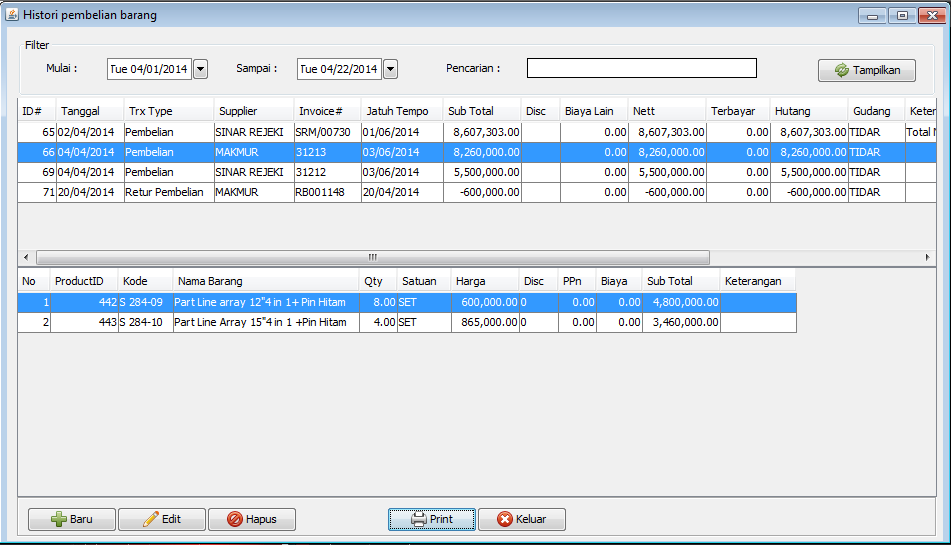 Histori pembelian barang
Filter
Mulai : Tue 04/01/2014 Sampai : Tue 04/22/2014 Pencarian : Tampilkan
ID# Tanggal Trx Type Supplier Invoice# Jatuh Tempo Sub Total Disc Biaya Lain Nett Terbayar Hutang Gudang Keter
65 02/04/2014 Pembelian SINAR REJEKI SRM/00730 01/06/2014 8,607,303.00 0.00 8,607,303.00 0.00 8,607,303.00 TIDAR Total
66 04/04/2014 Pembelian MAKMUR 31213 03/06/2014 8,260,000.00 0.00 8,260,000.00 0.00 8,260,000.00 TIDAR
69 04/04/2014 Pembelian SINAR REJEKI 31212 03/06/2014 5,500,000.00 0.00 5,500,000.00 0.00 5,500,000.00 TIDAR
71 20/04/2014 Retur Pembelian MAKMUR RB001148 20/04/2014 -600,000.00 0.00 -600,000.00 0.00 -600,000.00 TIDAR
No ProductID Kode Nama Barang Qty Satuan Harga Disc PPn Biaya Sub Total Keterangan
1 442 S 284-09 Part Line array 12"4 in 1+ Pin Hitam 8.00 SET 600,000.00 0 0.00 0.00 4,800,000.00
2 443 S 284-10 Part Line Array 15"4 in 1 +Pin Hitam 4.00 SET 865,000.00 0 0.00 0.00 3,460,000.00
Baru Edit Hapus Print Keluar